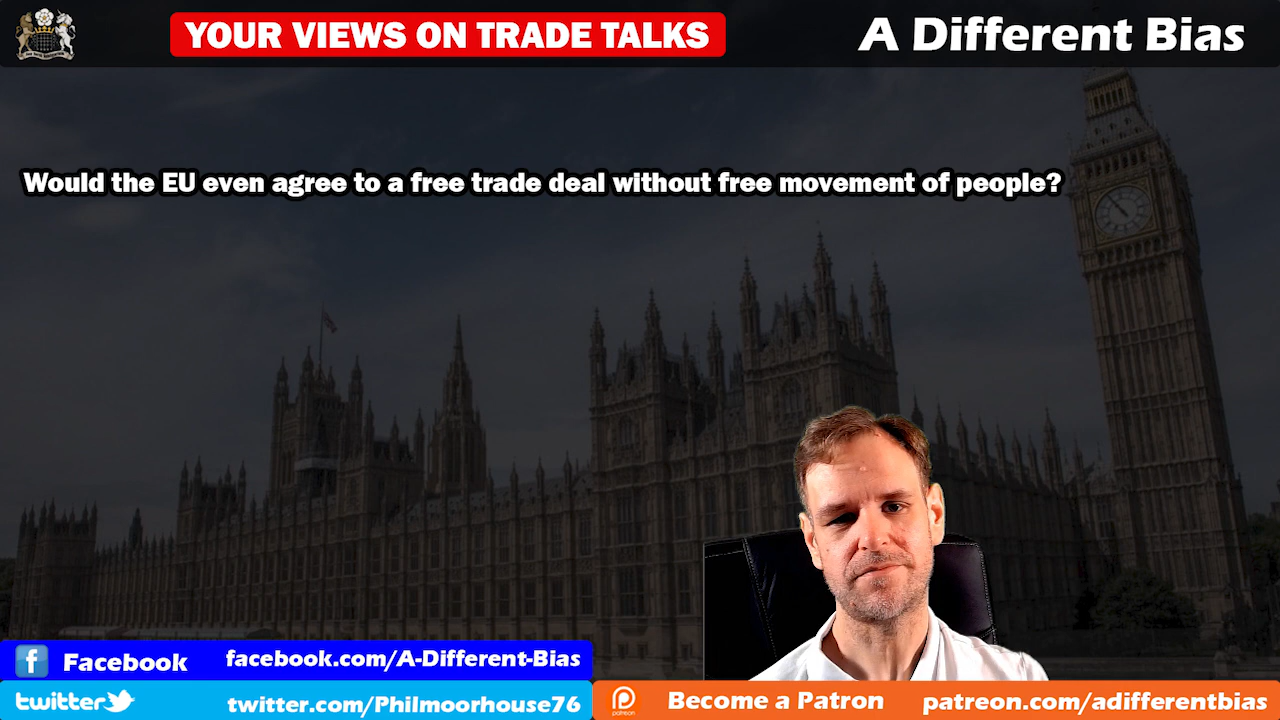 YOUR VIEWS ON TRADE TALKS
A Different Bias
Would the EU even agree to a free trade deal without free movement of people?
f Facebook
facebook.com/A-Different-Bias
twitter
twitter.com/Philmoorhouse76
patreon
Become a Patron
patreon.com/adifferentbias